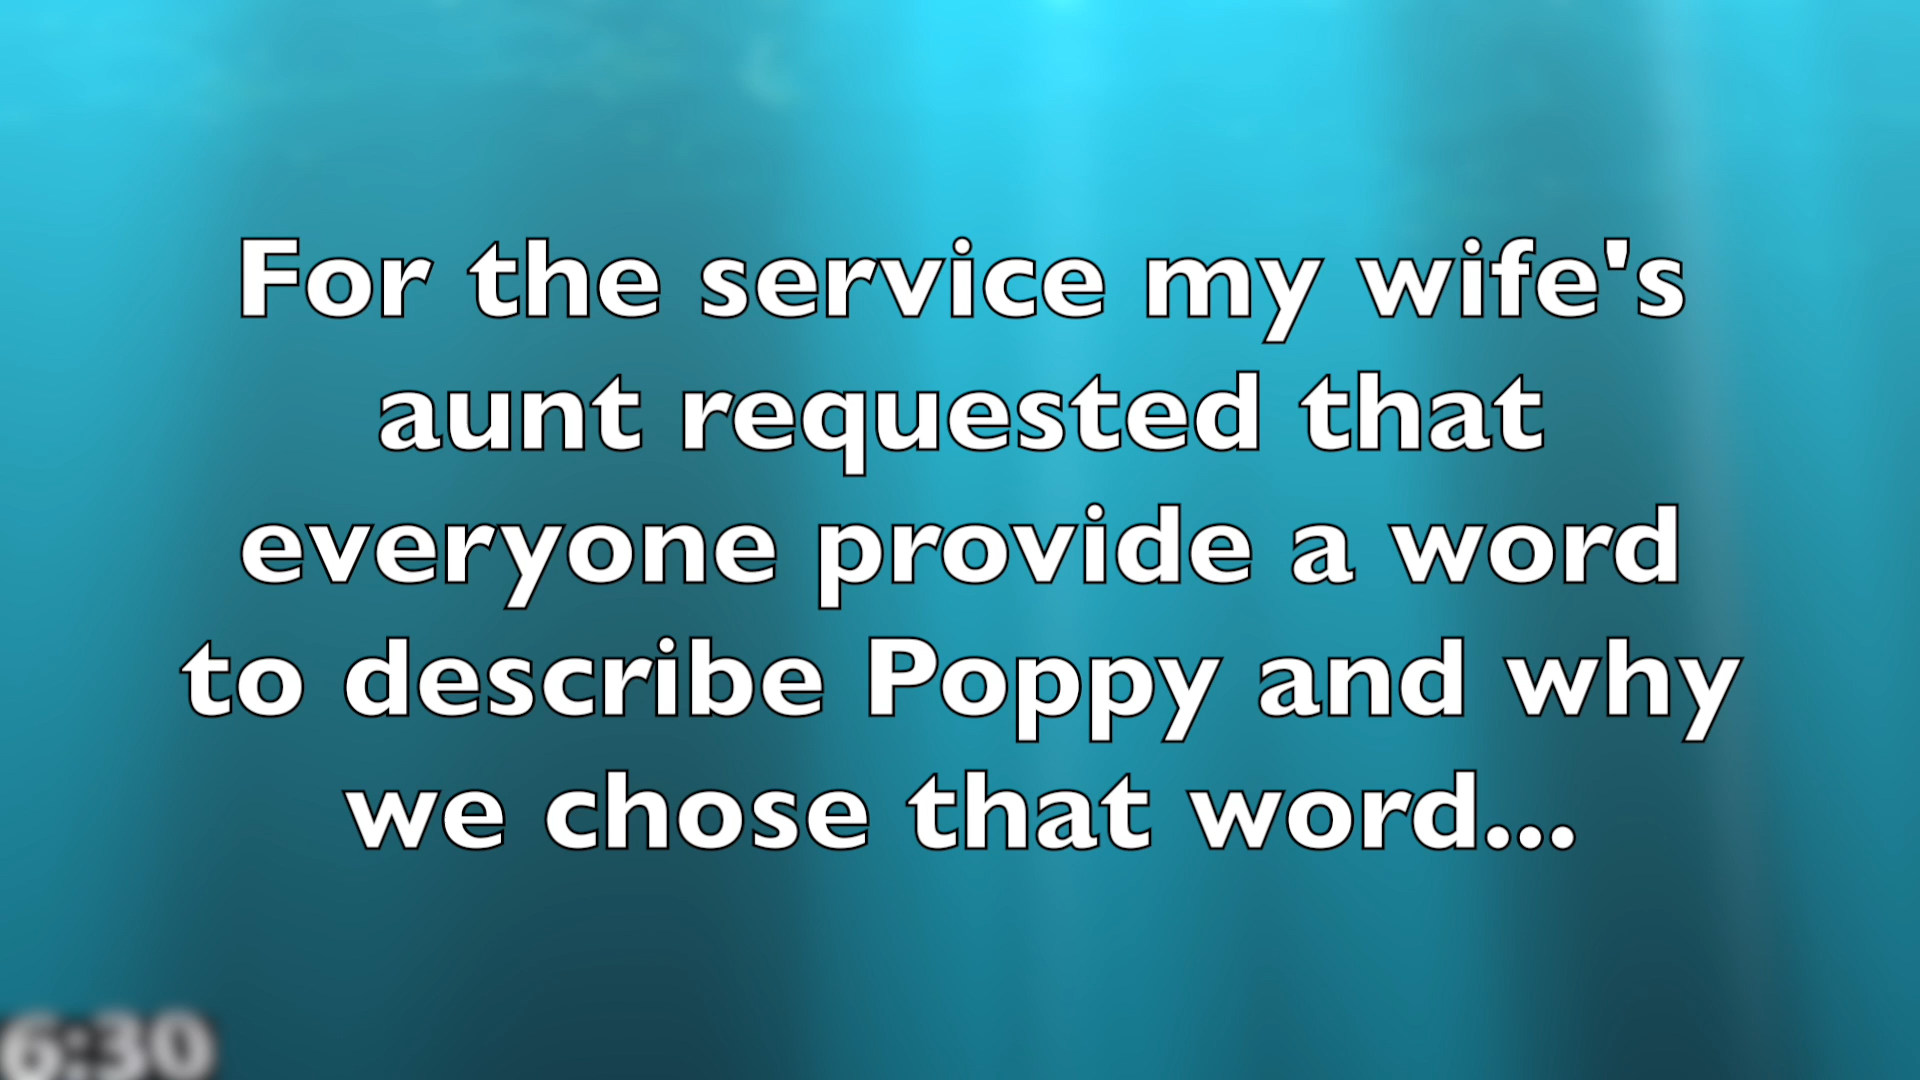 For the service my wife's
aunt requested that
everyone provide a word
to describe Poppy and why
we chose that word...
6:30